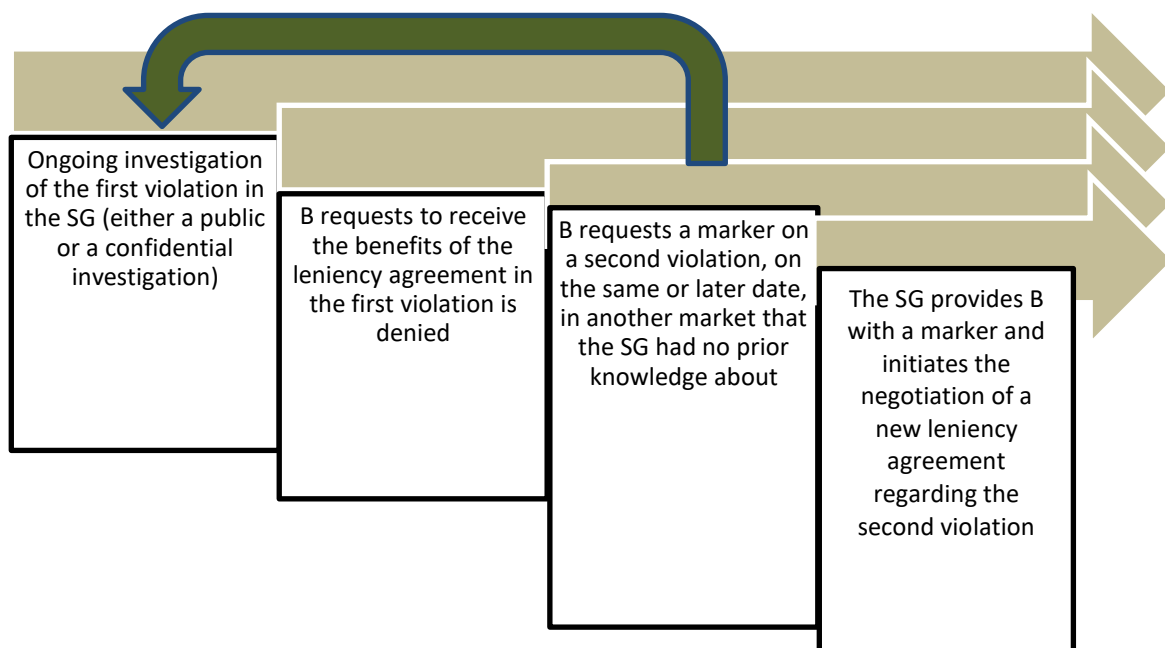 Ongoing investigation
of the first violation in
the SG (either a public
or a confidential
investigation)
B requests to receive
the benefits of the
leniency agreement in
the first violation is
denied
B requests a marker on
a second violation, on
the same or later date,
in another market that
the SG had no prior
knowledge about
The SG provides B
with a marker and
initiates the
negotiation of a
new leniency
agreement
regarding the
second violation